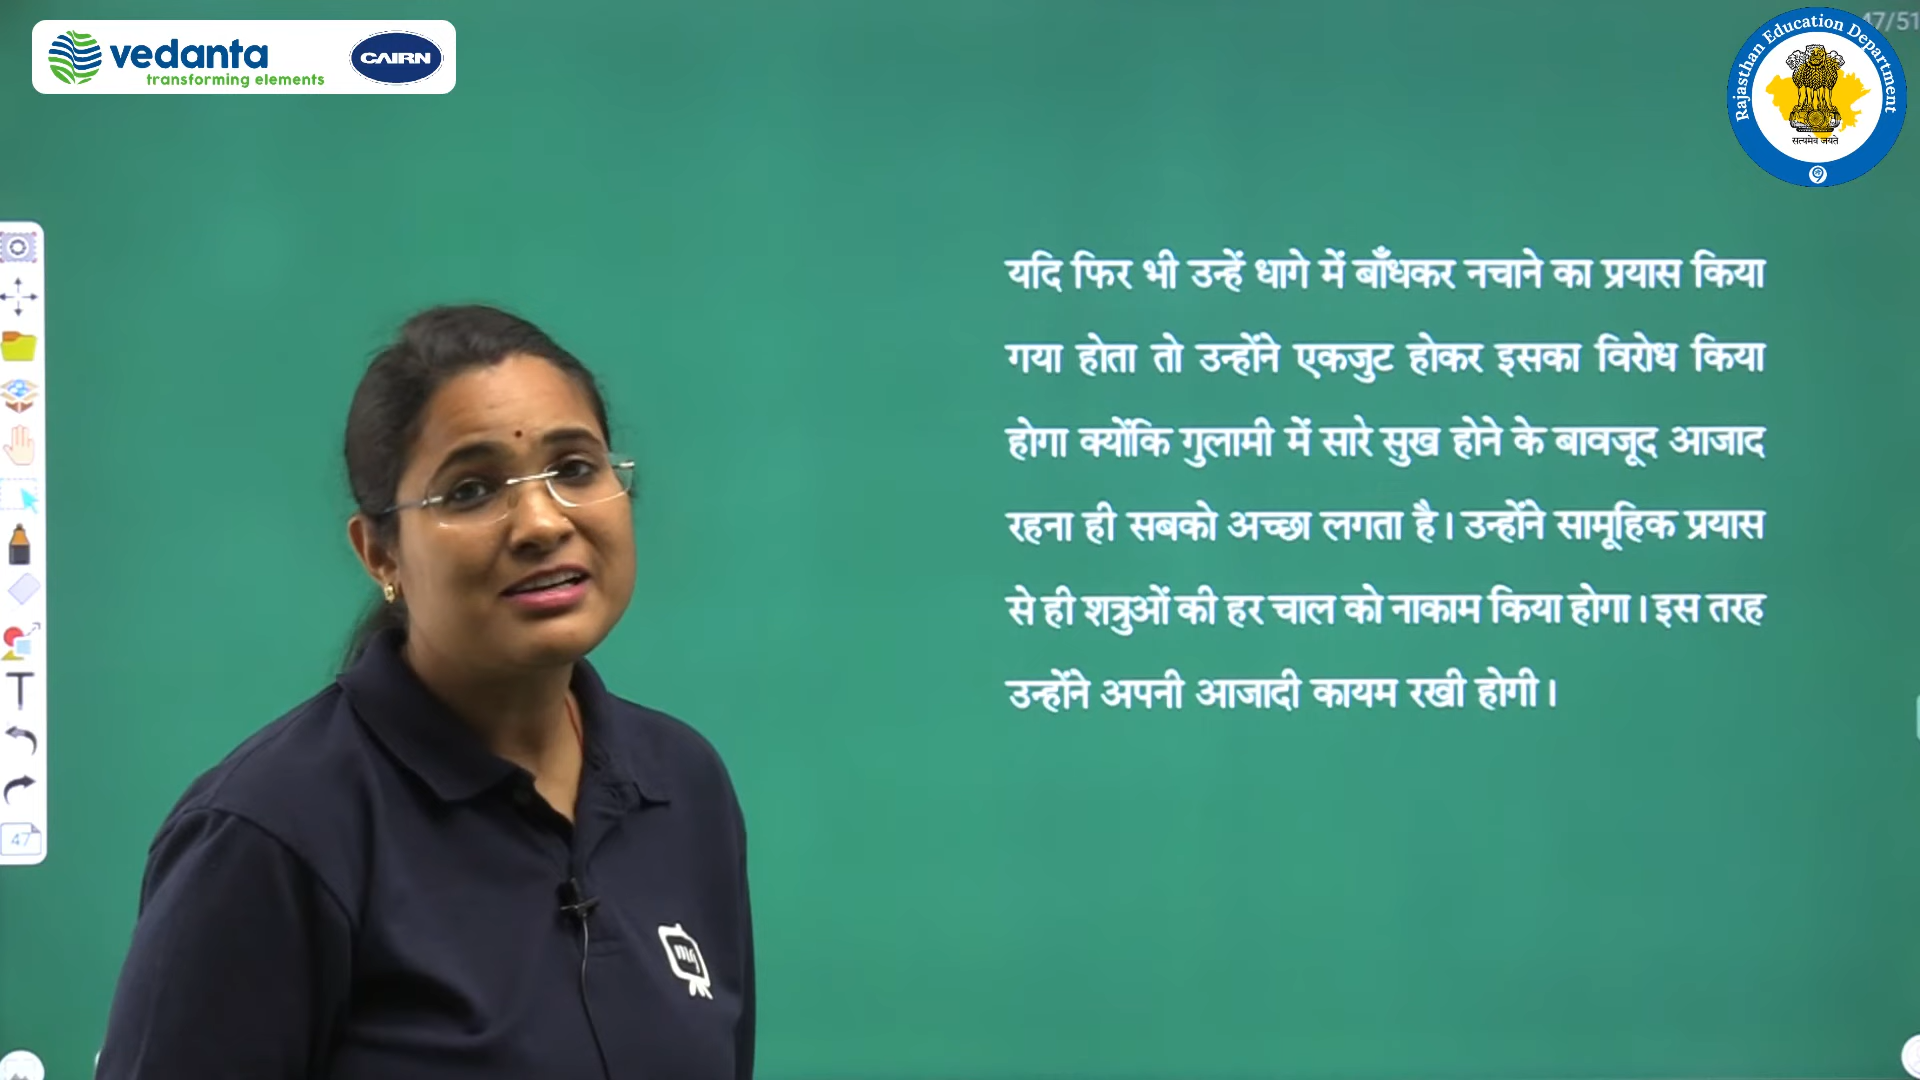 vedanta
transforming elements
CAIRN
47/51
Rajasthan Education Department
सत्यमेव जयते
यदि फिर भी उन्हें धागे में बाँधकर नचाने का प्रयास किया
गया होता तो उन्होंने एकजुट होकर इसका विरोध किया
होगा क्योंकि गुलामी में सारे सुख होने के बावजूद आजाद
रहना ही सबको अच्छा लगता है। उन्होंने सामूहिक प्रयास
से ही शत्रुओं की हर चाल को नाकाम किया होगा। इस तरह
उन्होंने अपनी आजादी कायम रखी होगी।
T
47